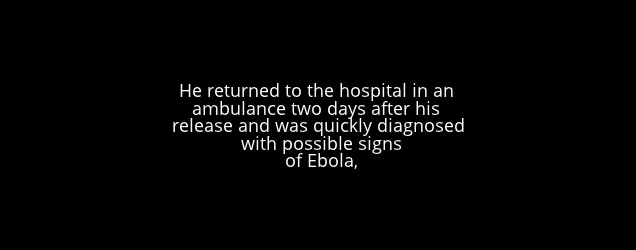 He returned to the hospital in an
ambulance two days after his
release and was quickly diagnosed
with possible signs
of Ebola,